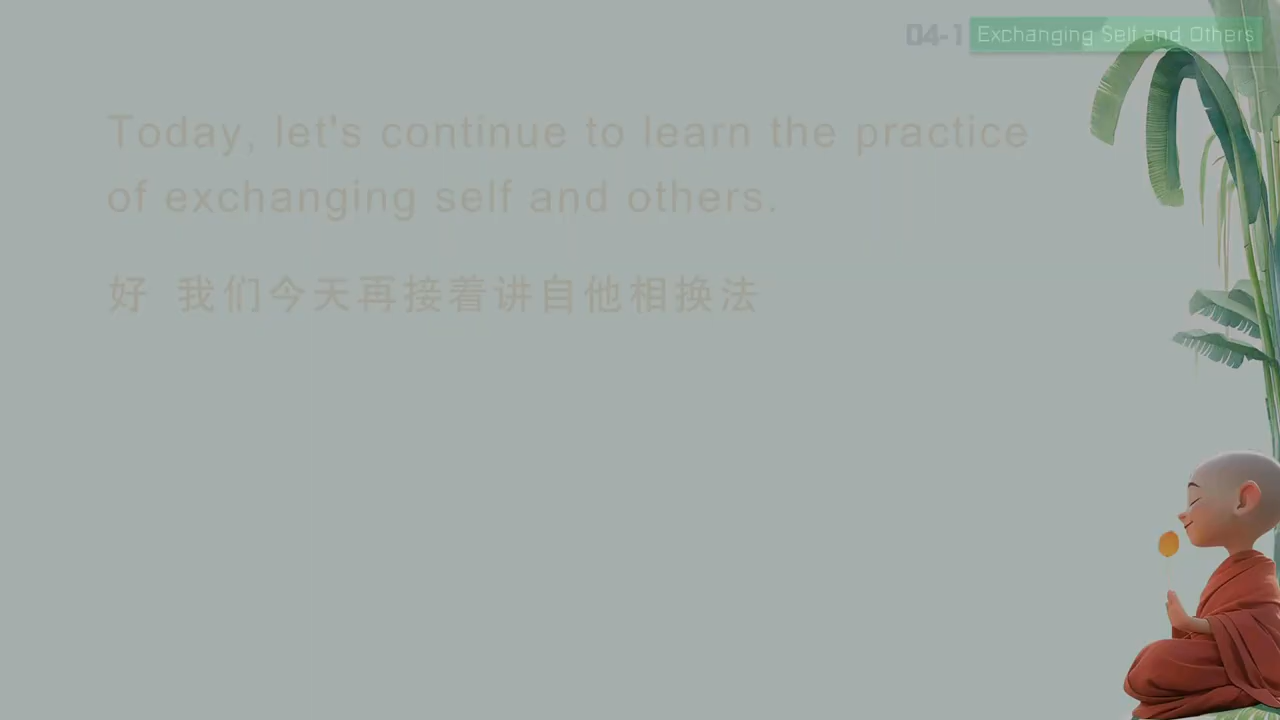 04-1 Exchanging Self and Others
Today, let's continue to learn the practice
of exchanging self and others.
好 我们今天再接着讲自他相换法